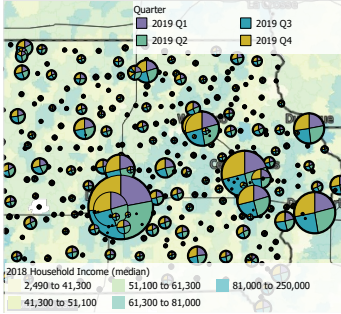 Quarter
2019 Q1
2019 Q3
2019 Q2
2019 Q4
2018 Household Income (médian)
2,490 to 41,300
51,100 to 61,300
81,000 to 250,000
41,300 to 51,100
61,300 to 81,000